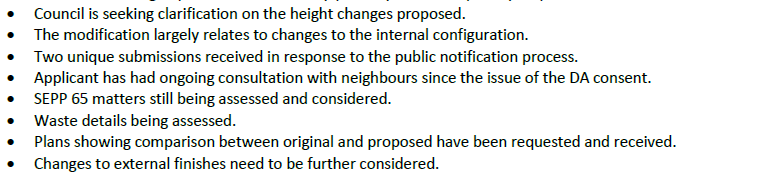 • Council is seeking clarification on the height changes proposed.
• The modification largely relates to changes to the internal configuration.
• Two unique submissions received in response to the public notification process.
• Applicant has had ongoing consultation with neighbours since the issue of the DA consent.
• SEPP 65 matters still being assessed and considered.
• Waste details being assessed.
• Plans showing comparison between original and proposed have been requested and received.
• Changes to external finishes need to be further considered.